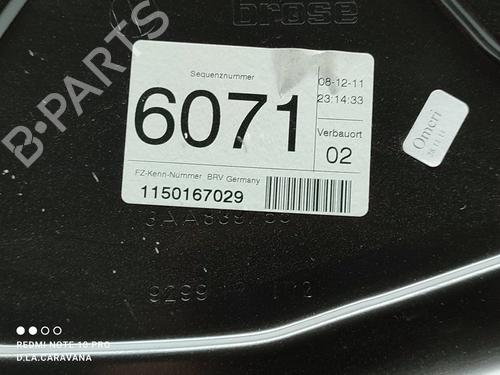 brose
Sequenznummer
6071
08-12-11
23:14:33
Verbauort
02
FZ-Kenn-Nummer BRV Germany
1150167029
Omeri
B-PARTS
REDMI NOTE 10 PRO
D.L.A.CARAVANA